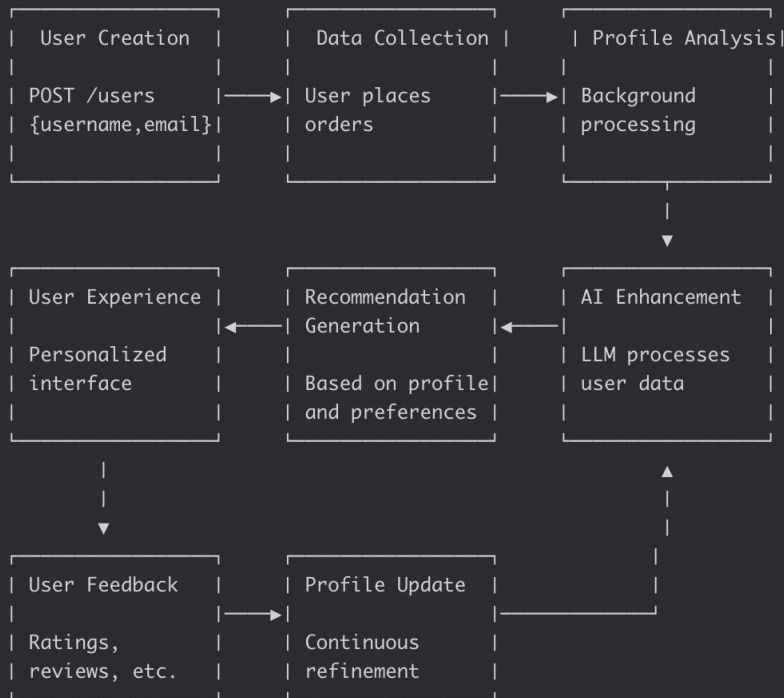 User Creation
POST /users
{username,email}
Data Collection
User places
orders
Profile Analysis
Background
processing
User Experience
Personalized
interface
Recommendation
Generation
Based on profile
and preferences
AI Enhancement
LLM processes
user data
User Feedback
Ratings,
reviews, etc.
Profile Update
Continuous
refinement